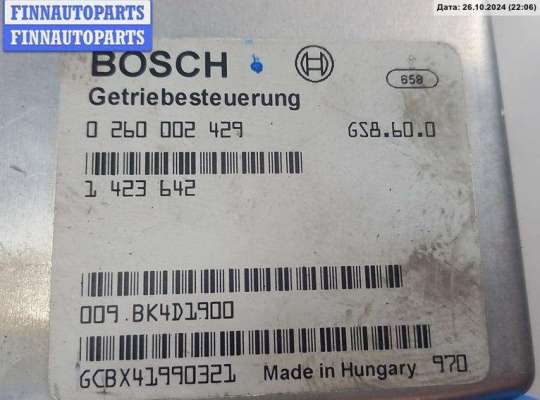 FINNAUTOPARTS
FINNAUTOPARTS
Дата: 26.10.2024 (22:06)
BOSCH
658
Getriebesteuerung
0 260 002 429 GS8.60.0
1 423 642
009.BK4D1900
GCBX41990321 Made in Hungary 970